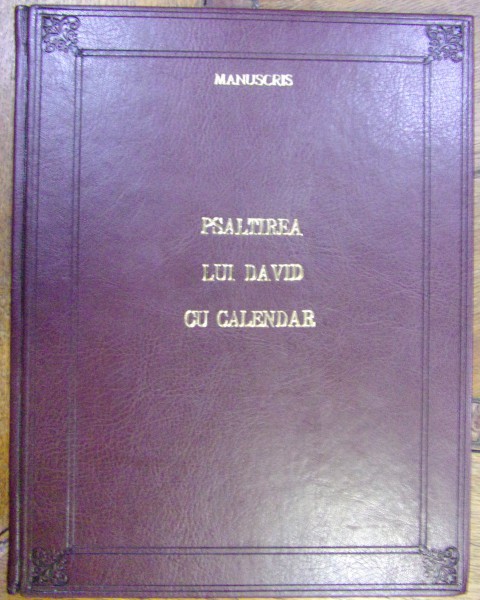 MANUSCRIS
PSALTIREA
LUI DAVID
CU CALENDAR